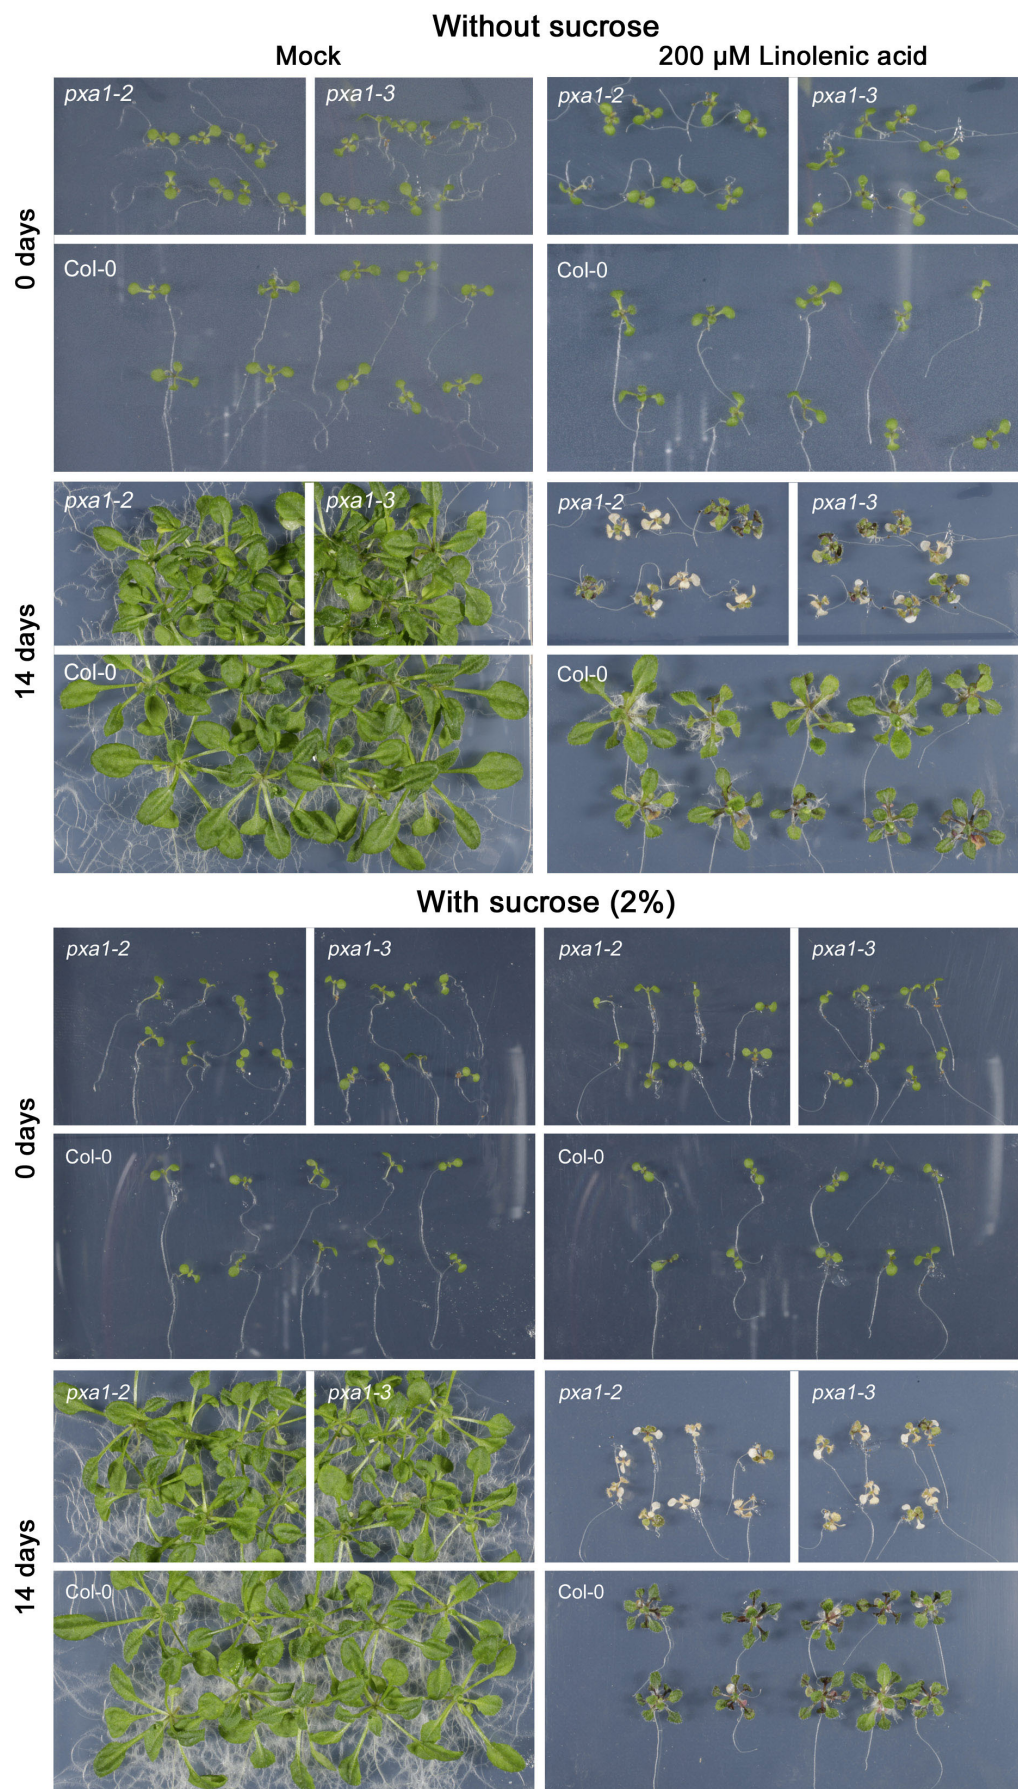 Without sucrose
Mock
200 µM Linolenic acid
0 days
pxa1-2
pxa1-3
pxa1-2
pxa1-3
Col-0
Col-0
14 days
pxa1-2
pxa1-3
pxa1-2
pxa1-3
Col-0
Col-0
With sucrose (2%)
0 days
pxa1-2
pxa1-3
pxa1-2
pxa1-3
Col-0
Col-0
14 days
pxa1-2
pxa1-3
pxa1-2
pxa1-3
Col-0
Col-0